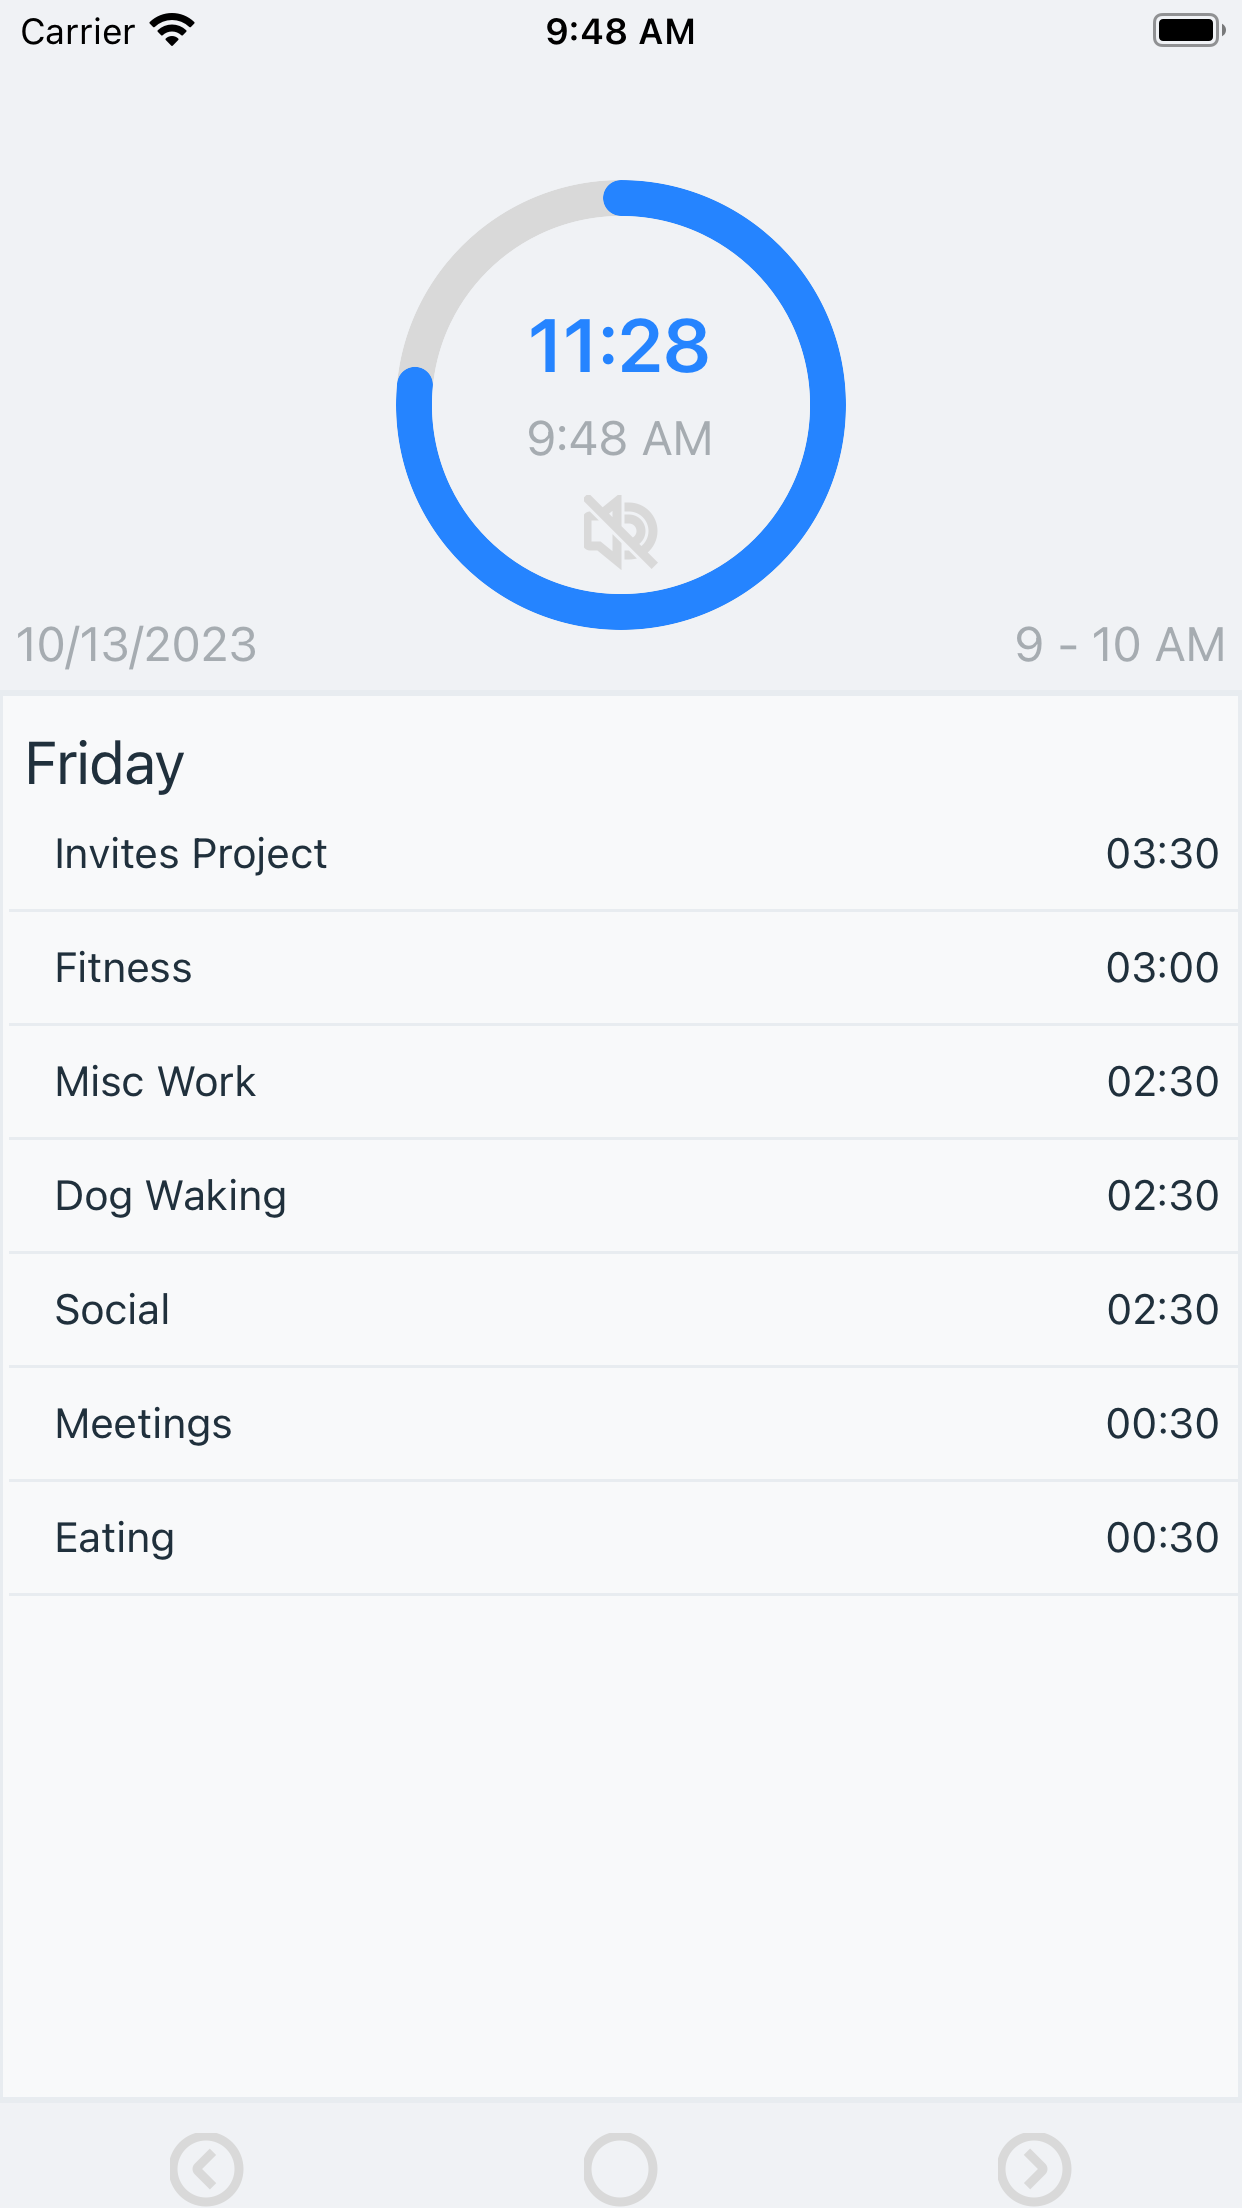 Carrier 9:48 AM
11:28
9:48 AM
10/13/2023 9 - 10 AM
Friday
Invites Project 03:30
Fitness 03:00
Misc Work 02:30
Dog Waking 02:30
Social 02:30
Meetings 00:30
Eating 00:30